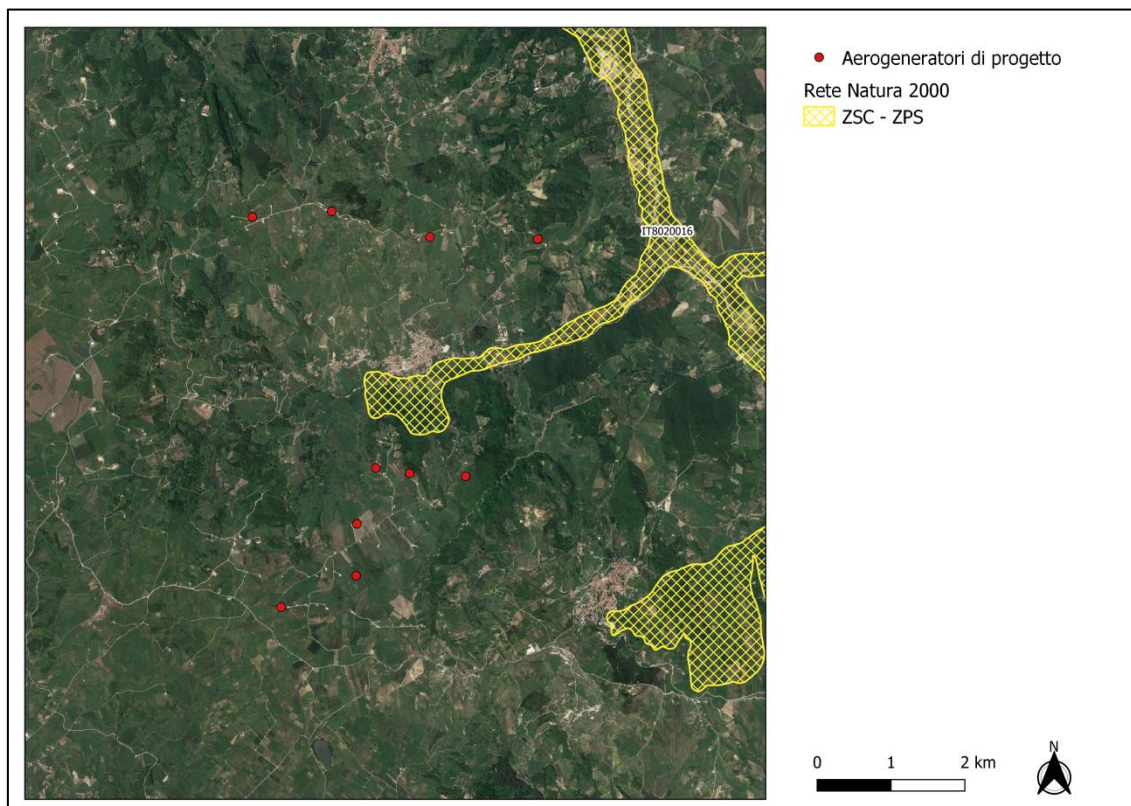 Aerogeneratori di progetto
Rete Natura 2000
ZSC - ZPS
IT8020016
0 1 2 km
N